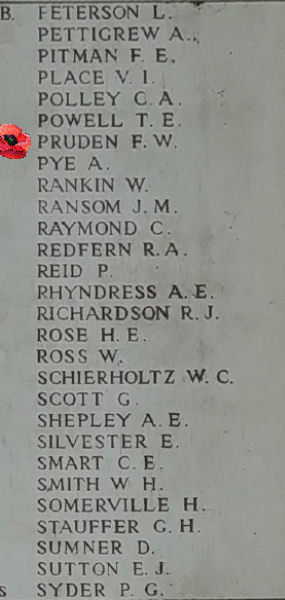 B. PETERSON L.
PETTIGREW A.,
PITMAN F. E.
PLACE V. I.
POLLEY C. A.
POWELL T. E.
PRUDEN F. W.
PYE A.
RANKIN W.
RANSOM J. M.
RAYMOND C.
REDFERN R. A.
REID P.
RHYNDRESS A. E.
RICHARDSON R. J.
ROSE H. E.
ROSS W.
SCHIERHOLTZ W. C.
SCOTT G.
SHEPLEY A. E.
SILVESTER E.
SMART C. E.
SMITH W H.
SOMERVILLE H.
STAUFFER G. H.
SUMNER D.
SUTTON E. J.
S SYDER P. G.